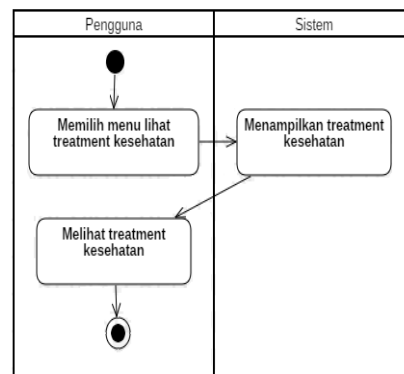 Pengguna
Sistem
Memilih menu lihat
treatment kesehatan
Menampilkan treatment
kesehatan
Melihat treatment
kesehatan